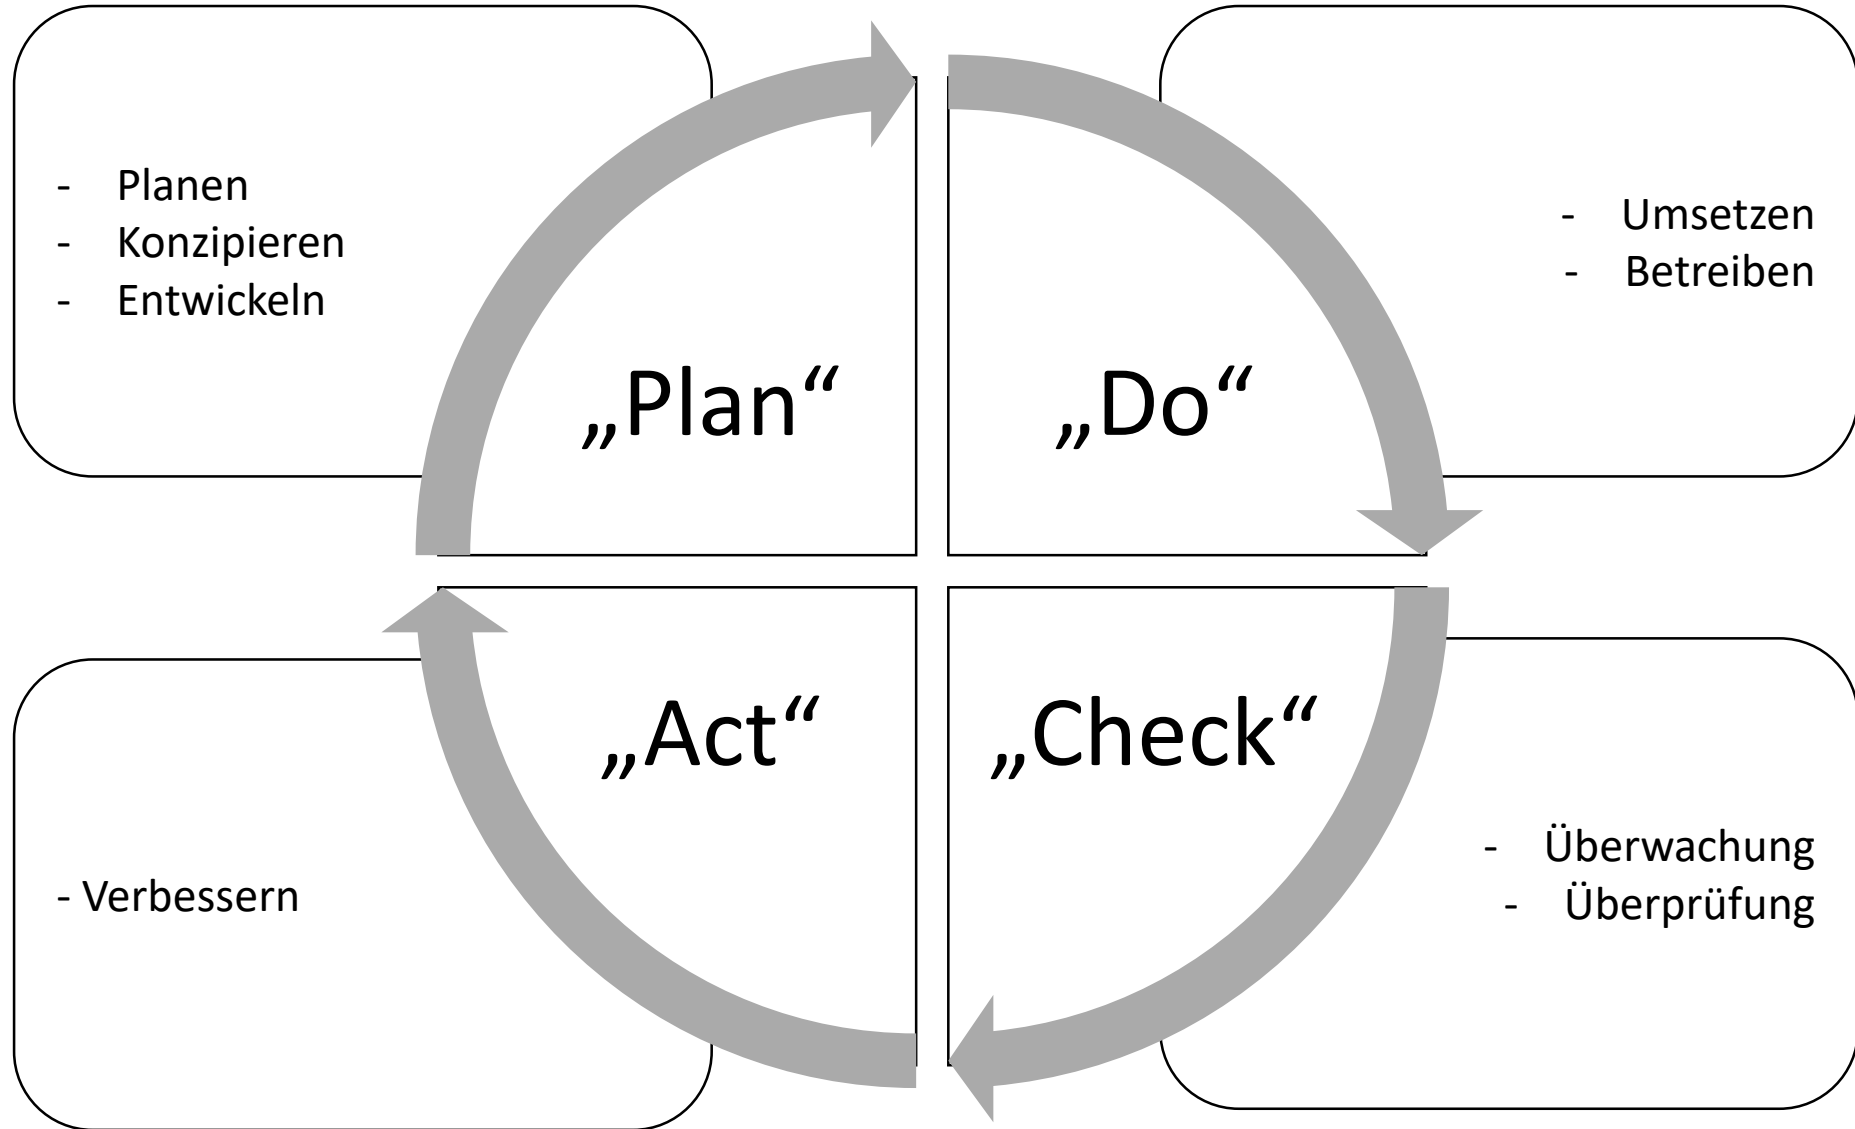 - Planen
- Konzipieren
- Entwickeln
„Plan“
- Umsetzen
- Betreiben
„Do“
- Verbessern
„Act“
„Check“
- Überwachung
- Überprüfung